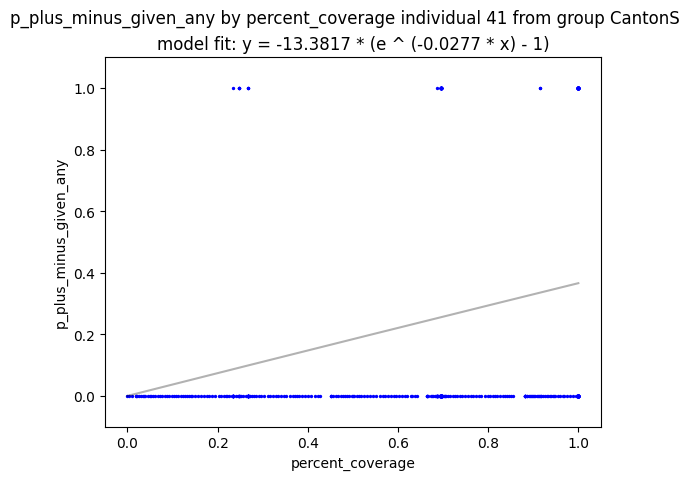 p_plus_minus_given_any by percent_coverage individual 41 from group CantonS
model fit: y = -13.3817 * (e ^ (-0.0277 * x) - 1)
1.0
0.8
0.6
0.4
0.2
0.0
p_plus_minus_given_any
0.0 0.2 0.4 0.6 0.8 1.0
percent_coverage